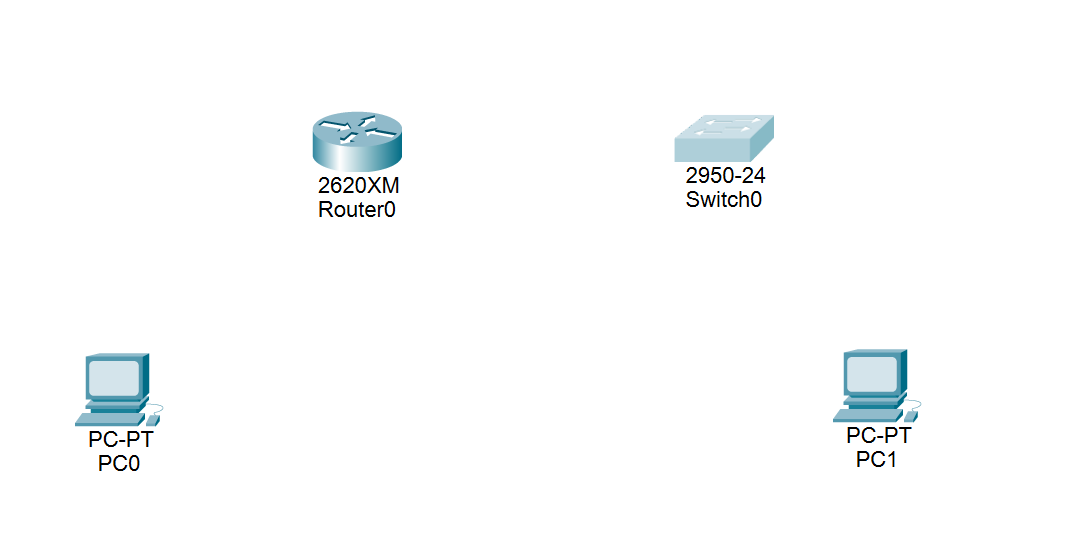 2620XM
Router0
2950-24
Switch0
PC-PT
PC0
PC-PT
PC1